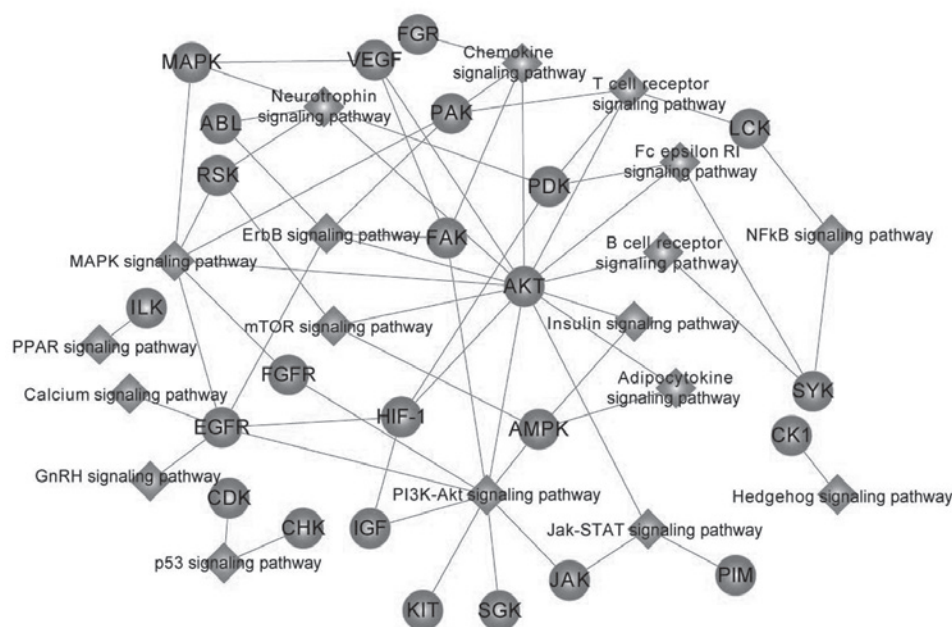 FGR
MAPK
VEGF
Chemokine
signaling pathway
T cell receptor
signaling pathway
Neurotrophin
signaling pathway
ABL
PAK
LCK
Fc epsilon RI
signaling pathway
RSK
PDK
ErbB signaling pathway
FAK
B cell receptor
signaling pathway
NFkB signaling pathway
MAPK signaling pathway
AKT
ILK
mTOR signaling pathway
Insulin signaling pathway
PPAR signaling pathway
FGFR
Adipocytokine
signaling pathway
Calcium signaling pathway
SYK
EGFR
HIF-1
AMPK
CK1
GnRH signaling pathway
CDK
PI3K-Akt signaling pathway
Hedgehog signaling pathway
CHK
IGF
Jak-STAT signaling pathway
p53 signaling pathway
JAK
PIM
KIT
SGK